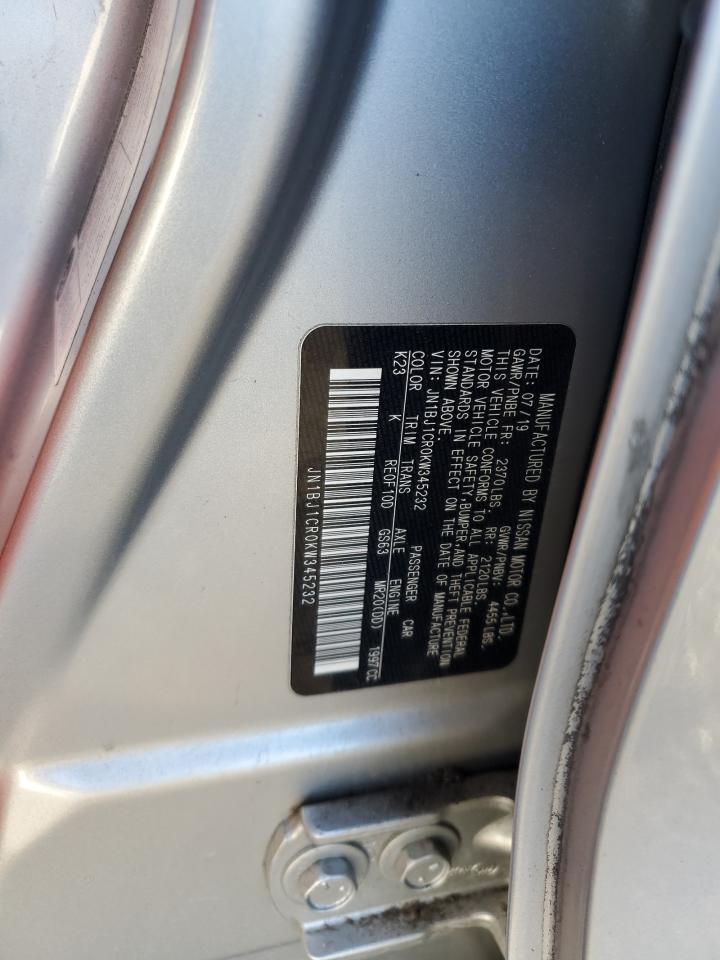 MANUFACTURED BY NISSAN MOTOR CO.,LTD.
DATE: 07/19 GVWR/PNBV: 4455LBS.
GAWR/PNBE FR: 2370LBS. RR: 2120LBS.
THIS VEHICLE CONFORMS TO ALL APPLICABLE FEDERAL
MOTOR VEHICLE SAFETY,BUMPER,AND THEFT PREVENTION
STANDARDS IN EFFECT ON THE DATE OF MANUFACTURE
SHOWN ABOVE.
VIN: JN1BJ1CR0KW345232 PASSENGER CAR
COLOR TRIM TRANS AXLE ENGINE
K23 K RE0F10D GS63 MR20(DD) 1997CC
JN1BJ1CR0KW345232